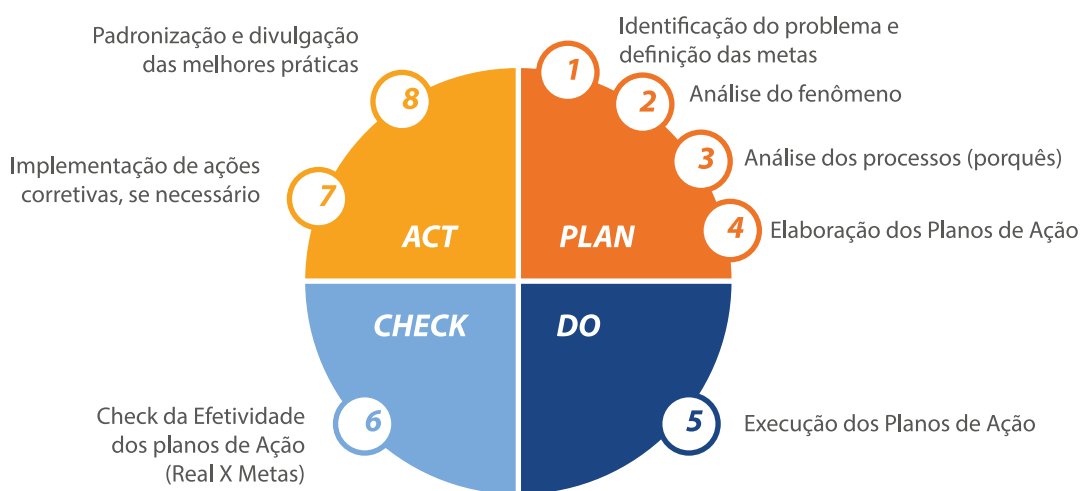 1
Identificação do problema e
definição das metas
2
Análise do fenômeno
3
Análise dos processos (porquês)
4
Elaboração dos Planos de Ação
PLAN
DO
5
Execução dos Planos de Ação
CHECK
6
Check da Efetividade
dos planos de Ação
(Real X Metas)
ACT
7
Implementação de ações
corretivas, se necessário
8
Padronização e divulgação
das melhores práticas